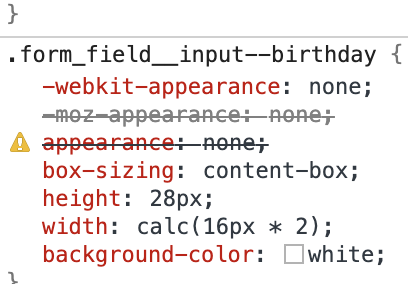 }
.form_field__input--birthday {
-webkit-appearance: none;
-moz-appearance: none;
appearance: none;
box-sizing: content-box;
height: 28px;
width: calc(16px * 2);
background-color: white;
}